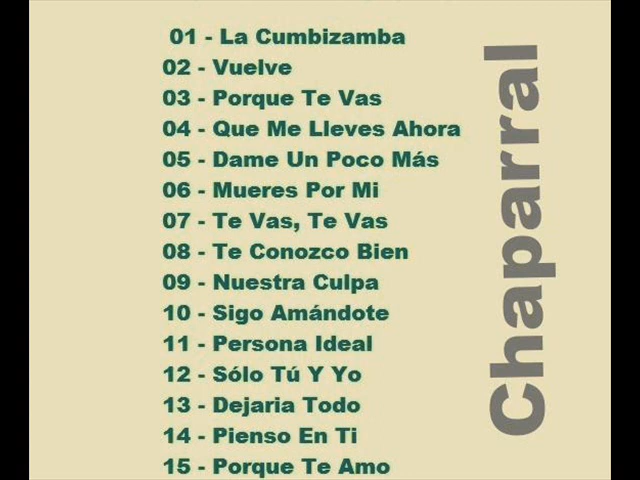 01 - La Cumbizamba
02 - Vuelve
03 - Porque Te Vas
04 - Que Me Lleves Ahora
05 - Dame Un Poco Más
06 - Mueres Por Mi
07 - Te Vas, Te Vas
08 - Te Conozco Bien
09 - Nuestra Culpa
10 - Sigo Amándote
11 - Persona Ideal
12 - Sólo Tú Y Yo
13 - Dejaria Todo
14 - Pienso En Ti
15 - Porque Te Amo
Chaparral